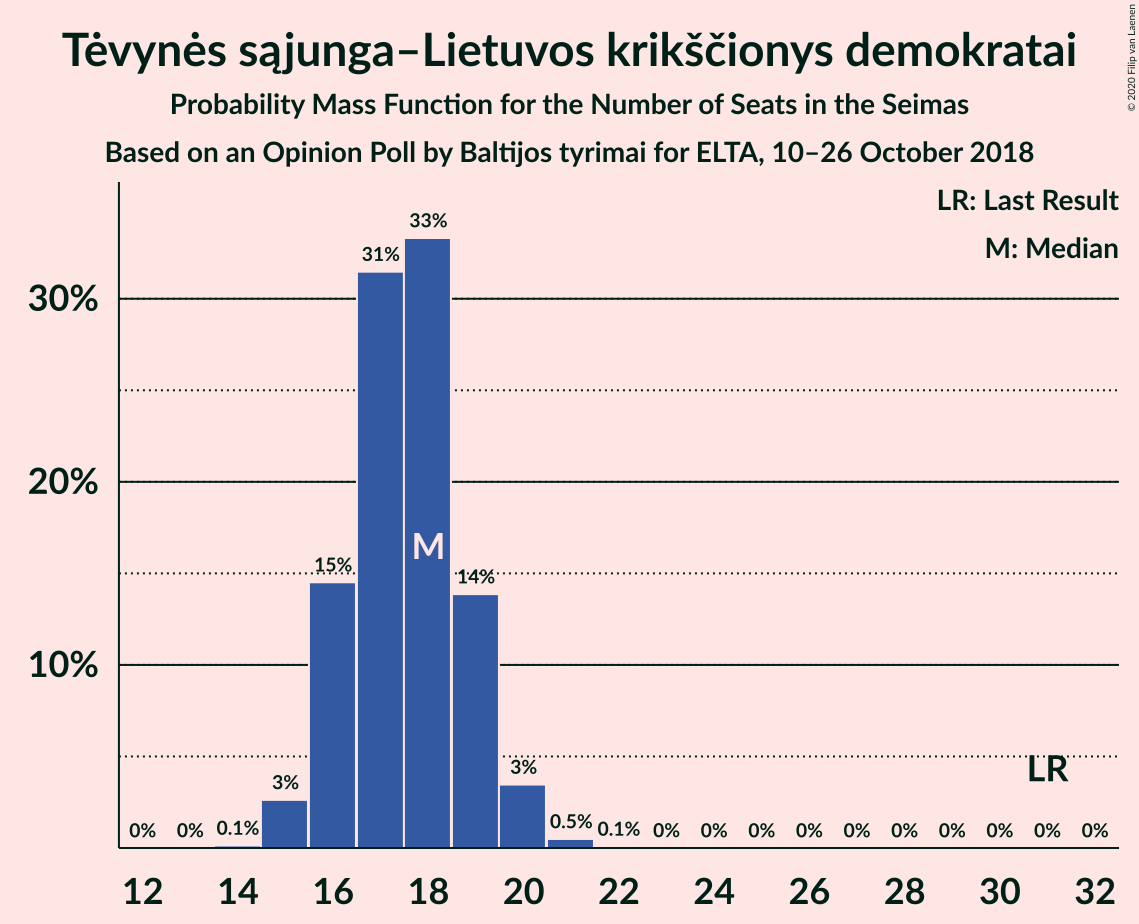 Tėvynės sąjunga–Lietuvos krikščionys demokratai
Probability Mass Function for the Number of Seats in the Seimas
Based on an Opinion Poll by Baltijos tyrimai for ELTA, 10–26 October 2018
© 2020 Filip van Laenen
LR: Last Result
M: Median
33%
31%
30%
20%
M
15%
14%
10%
LR
3%
3%
0% 0% 0.1% 0.5% 0.1% 0% 0% 0% 0% 0% 0% 0% 0% 0% 0%
12 14 16 18 20 22 24 26 28 30 32